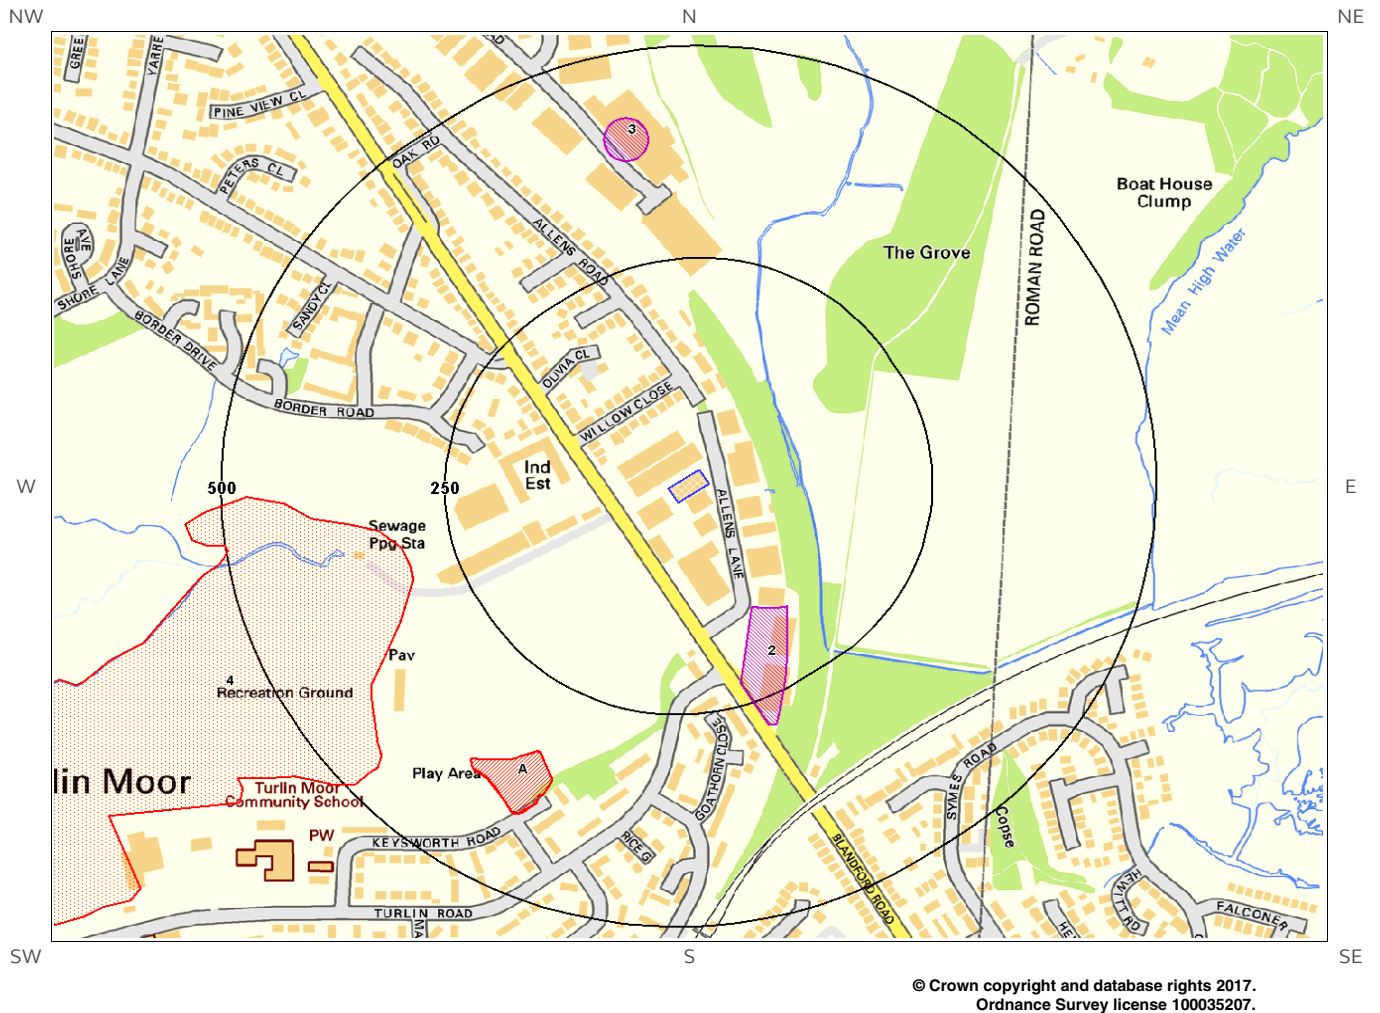 NW
N
NE
GREE
YARRE
RD
PINE VIEW CL
OAK RD
3
PETERS CL
Boat House
Clump
SHORE
AVE
ALLENS ROAD
The Grove
ROMAN ROAD
Mean High Water
SHORE LANE
SANDY CL
BORDER DRIVE
OLIVIA CL
WILLOW CLOSE
BORDER ROAD
Ind
Est
W
500
250
E
ALLENS LANE
Sewage
Ppg Sta
Pav
2
4
Recreation Ground
GOATHORN CLOSE
lin Moor
Play Area
A
Turlin Moor
Community School
SYMES ROAD
PW
KEYSWORTH ROAD
RICE G
Copse
BLANDFORD ROAD
TURLIN ROAD
MA
HEWITT RD
HE
FALCONER
C
SW
S
SE
© Crown copyright and database rights 2017.
Ordnance Survey license 100035207.